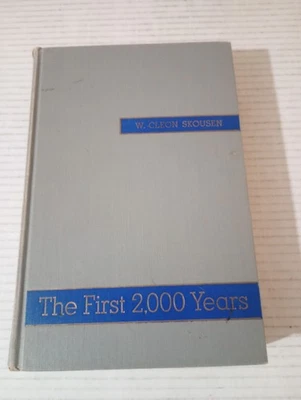 W. CLEON SKOUSEN
The First 2,000 Years